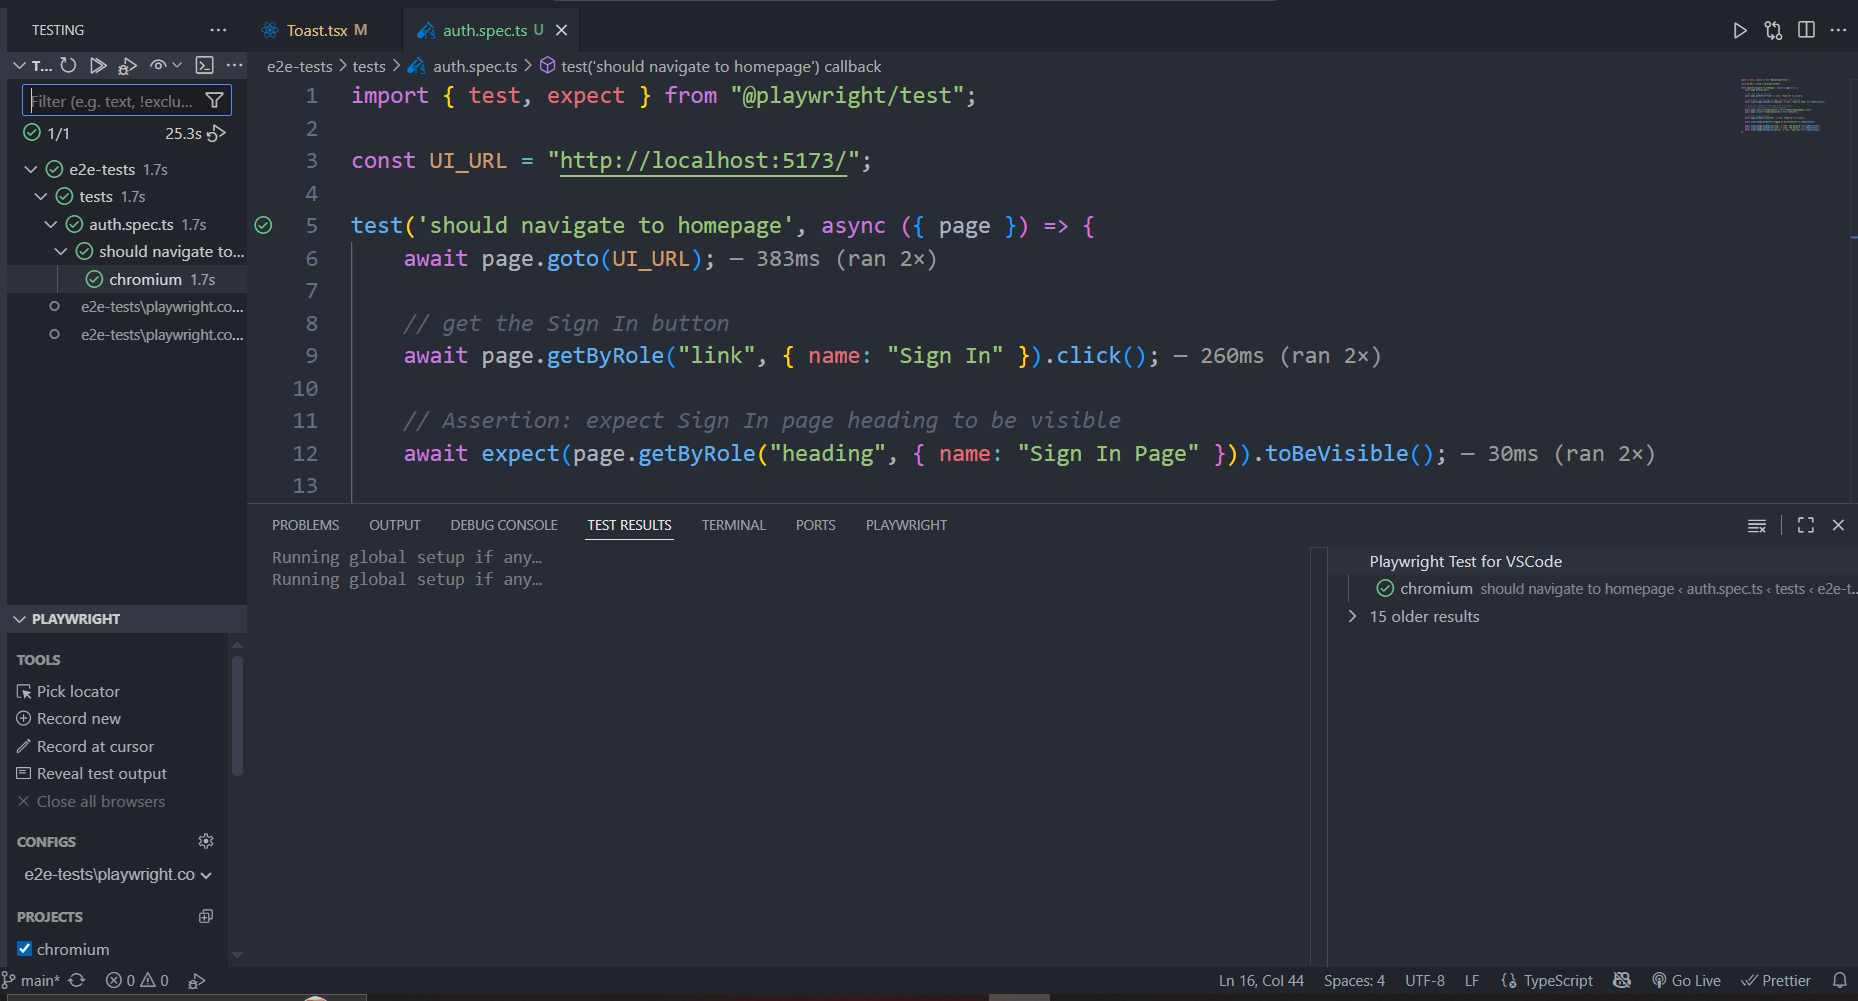 TESTING
Toast.tsx M
auth.spec.ts U
T...
e2e-tests > tests > auth.spec.ts > test('should navigate to homepage') callback
Filter (e.g. text, !exclu...
1/1
25.3s
e2e-tests 1.7s
tests 1.7s
auth.spec.ts 1.7s
should navigate to...
chromium 1.7s
e2e-tests\playwright.co...
e2e-tests\playwright.co...
1 import { test, expect } from "@playwright/test";
2
3 const UI_URL = "http://localhost:5173/";
4
5 test('should navigate to homepage', async ({ page }) => {
6 await page.goto(UI_URL); — 383ms (ran 2×)
7
8 // get the Sign In button
9 await page.getByRole("link", { name: "Sign In" }).click(); — 260ms (ran 2×)
10
11 // Assertion: expect Sign In page heading to be visible
12 await expect(page.getByRole("heading", { name: "Sign In Page" })).toBeVisible(); — 30ms (ran 2×)
13
PROBLEMS OUTPUT DEBUG CONSOLE TEST RESULTS TERMINAL PORTS PLAYWRIGHT
Running global setup if any…
Running global setup if any…
Playwright Test for VSCode
chromium should navigate to homepage ‹ auth.spec.ts ‹ tests ‹ e2e-t...
15 older results
PLAYWRIGHT
TOOLS
Pick locator
Record new
Record at cursor
Reveal test output
Close all browsers
CONFIGS
e2e-tests\playwright.co
PROJECTS
chromium
main* 0 0
Ln 16, Col 44 Spaces: 4 UTF-8 LF {} TypeScript Go Live Prettier